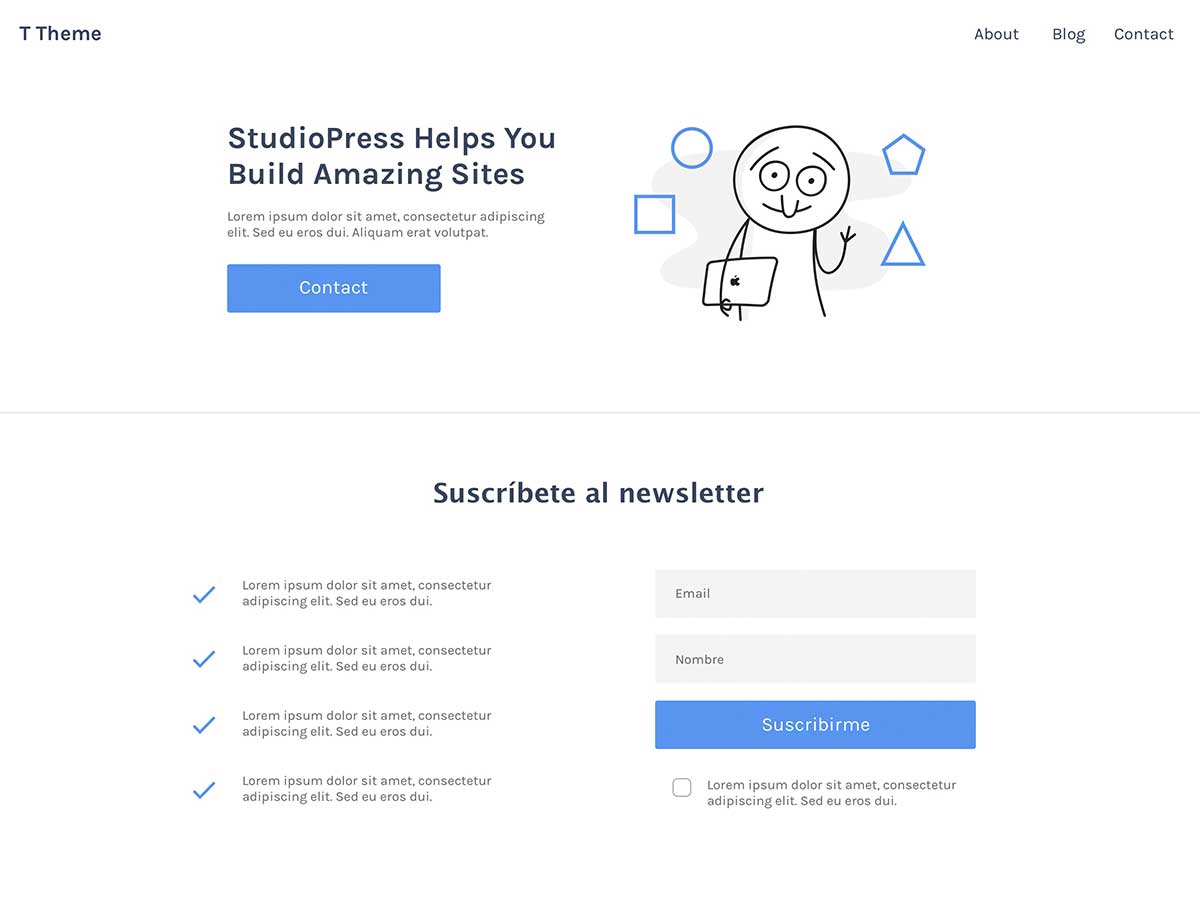 T Theme
About Blog Contact
StudioPress Helps You
Build Amazing Sites
Lorem ipsum dolor sit amet, consectetur adipiscing
elit. Sed eu eros dui. Aliquam erat volutpat.
Contact
Suscríbete al newsletter
Lorem ipsum dolor sit amet, consectetur
adipiscing elit. Sed eu eros dui.
Lorem ipsum dolor sit amet, consectetur
adipiscing elit. Sed eu eros dui.
Lorem ipsum dolor sit amet, consectetur
adipiscing elit. Sed eu eros dui.
Lorem ipsum dolor sit amet, consectetur
adipiscing elit. Sed eu eros dui.
Email
Nombre
Suscribirme
Lorem ipsum dolor sit amet, consectetur
adipiscing elit. Sed eu eros dui.